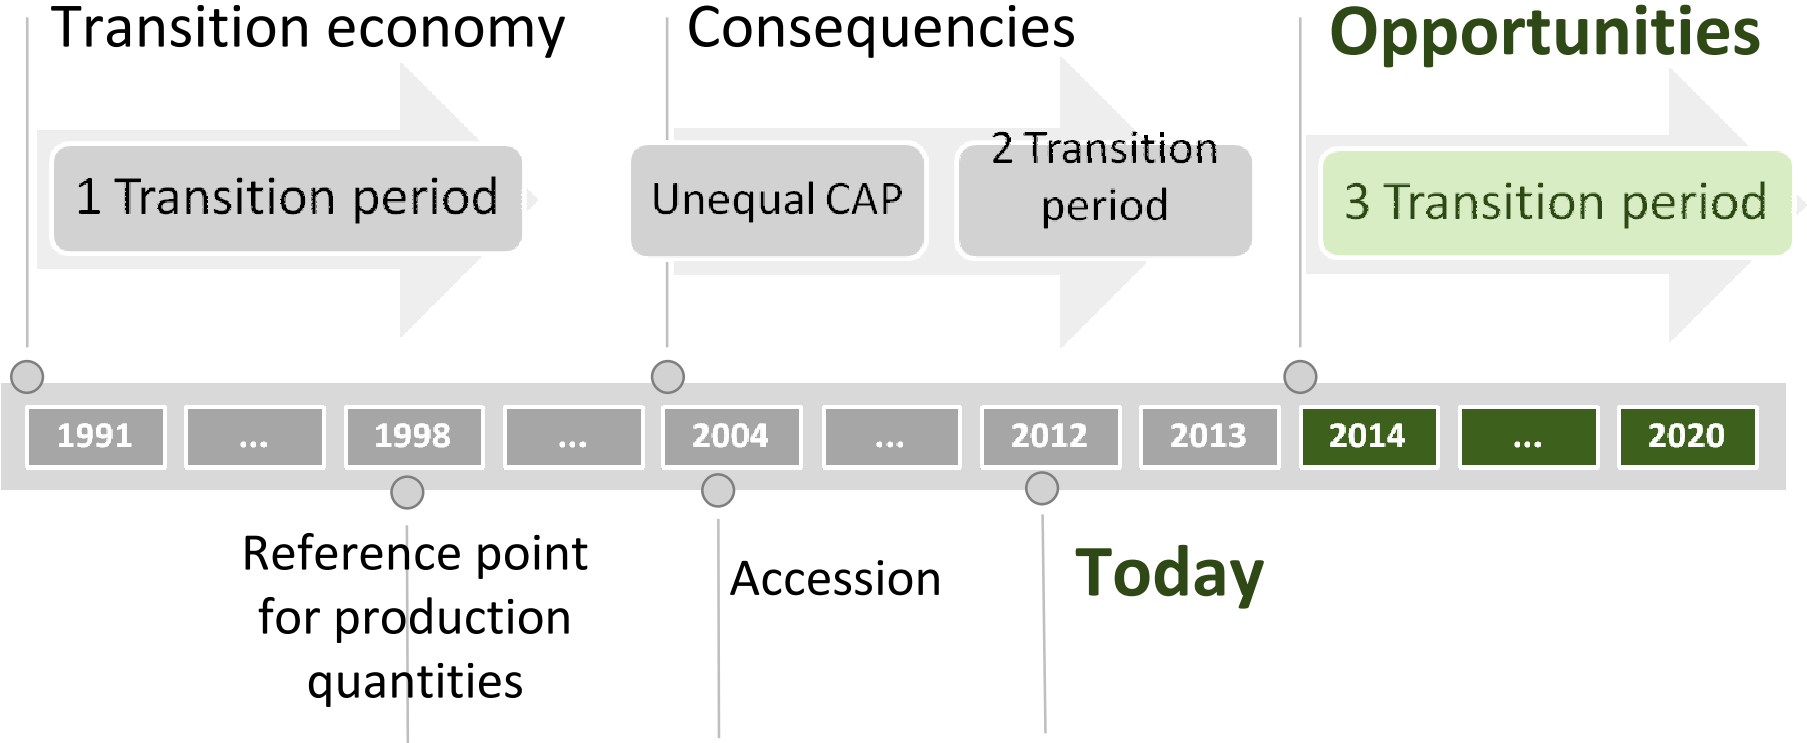 Transition economy
Consequencies
Opportunities
1 Transition period
Unequal CAP
2 Transition
period
3 Transition period
1991
...
1998
...
2004
...
2012
2013
2014
...
2020
Reference point
for production
quantities
Accession
Today